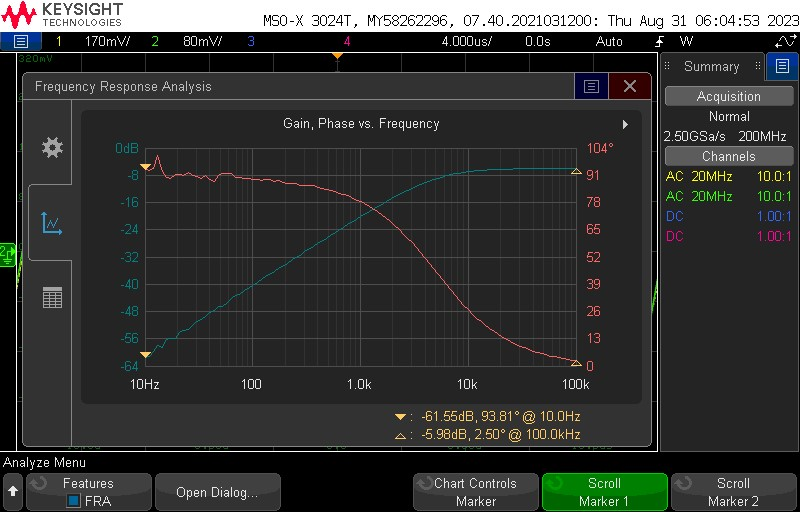 KEYSIGHT
TECHNOLOGIES
MSO-X 3024T, MY58262296, 07.40.2021031200: Thu Aug 31 06:04:53 2023
1 170mV/ 2 80mV/ 3 4 4.000us/ 0.0s Auto W
320mV
Frequency Response Analysis
Gain, Phase vs. Frequency
0dB 104°
-8 91
-16 78
-24 65
-32 52
-40 39
-48 26
-56 13
-64 0
10Hz 100 1.0k 10k 100k
: -61.55dB, 93.81° @ 10.0Hz
: -5.98dB, 2.50° @ 100.0kHz
Summary
Acquisition
Normal
2.50GSa/s 200MHz
Channels
AC 20MHz 10.0:1
AC 20MHz 10.0:1
DC 1.00:1
DC 1.00:1
2
Analyze Menu
Features
FRA
Open Dialog...
Chart Controls
Marker
Scroll
Marker 1
Scroll
Marker 2